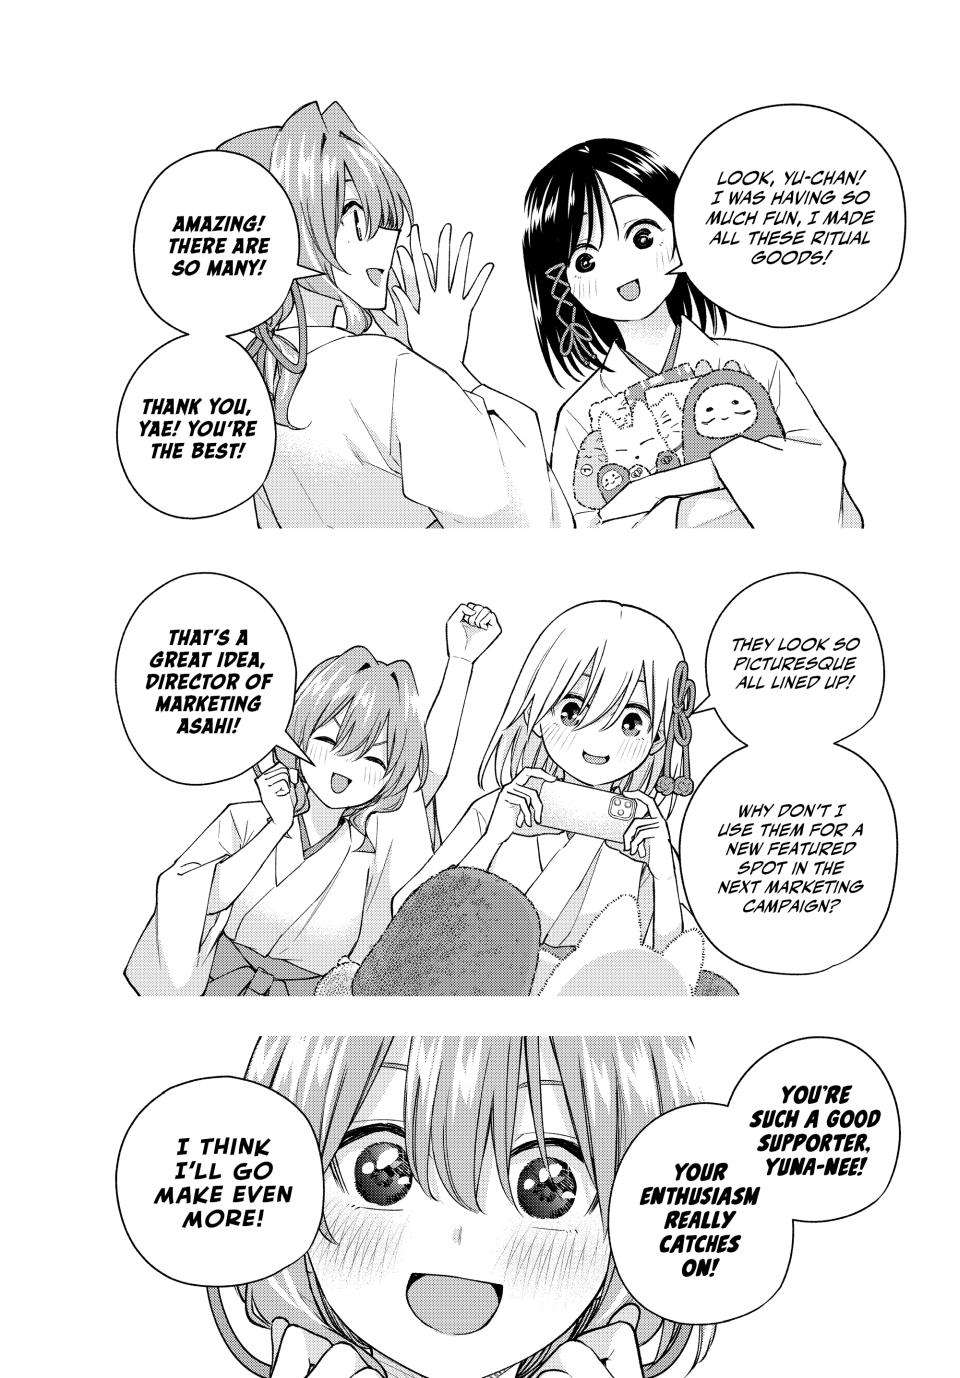 LOOK, YU-CHAN!
I WAS HAVING SO
MUCH FUN, I MADE
ALL THESE RITUAL
GOODS!
AMAZING!
THERE ARE
SO MANY!
THANK YOU,
YAE! YOU'RE
THE BEST!
THEY LOOK SO
PICTURESQUE
ALL LINED UP!
WHY DON'T I
USE THEM FOR A
NEW FEATURED
SPOT IN THE
NEXT MARKETING
CAMPAIGN?
THAT'S A
GREAT IDEA,
DIRECTOR OF
MARKETING
ASAHI!
YOU'RE
SUCH A GOOD
SUPPORTER,
YUNA-NEE!
YOUR
ENTHUSIASM
REALLY
CATCHES
ON!
I THINK
I'LL GO
MAKE EVEN
MORE!